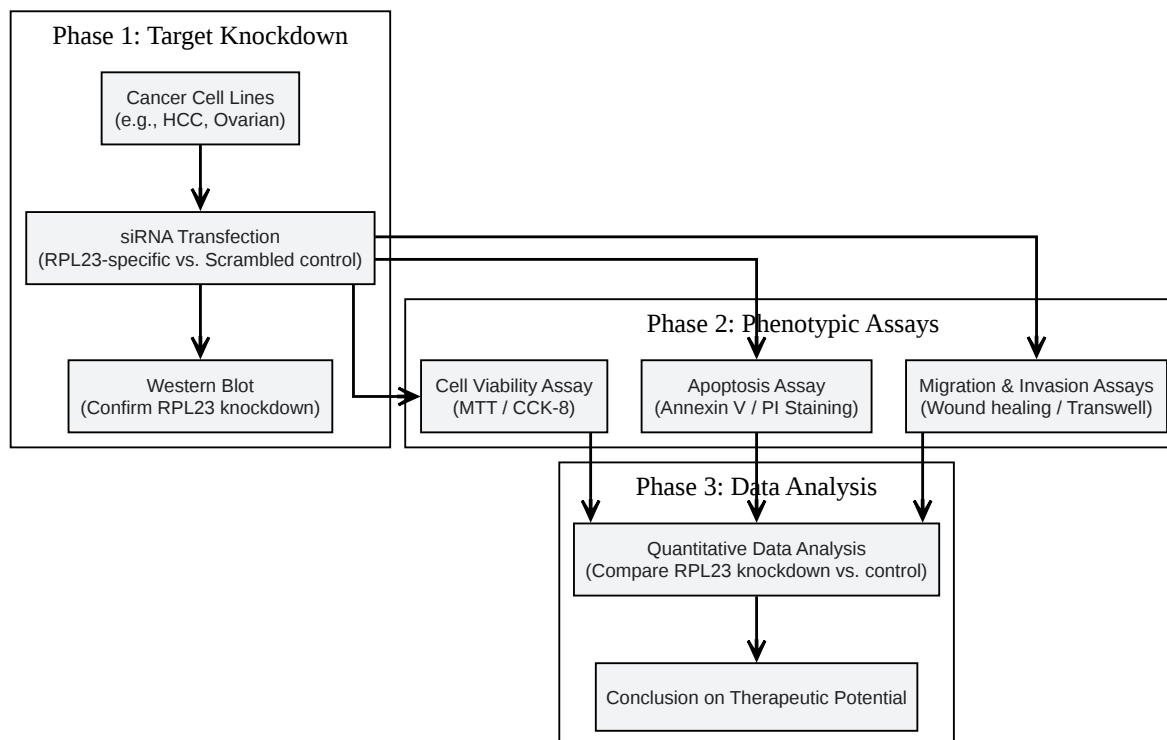 Phase 1: Target Knockdown
Cancer Cell Lines
(e.g., HCC, Ovarian)
siRNA Transfection
(RPL23-specific vs. Scrambled control)
Western Blot
(Confirm RPL23 knockdown)
Phase 2: Phenotypic Assays
Cell Viability Assay
(MTT / CCK-8)
Apoptosis Assay
(Annexin V / PI Staining)
Migration & Invasion Assays
(Wound healing / Transwell)
Phase 3: Data Analysis
Quantitative Data Analysis
(Compare RPL23 knockdown vs. control)
Conclusion on Therapeutic Potential